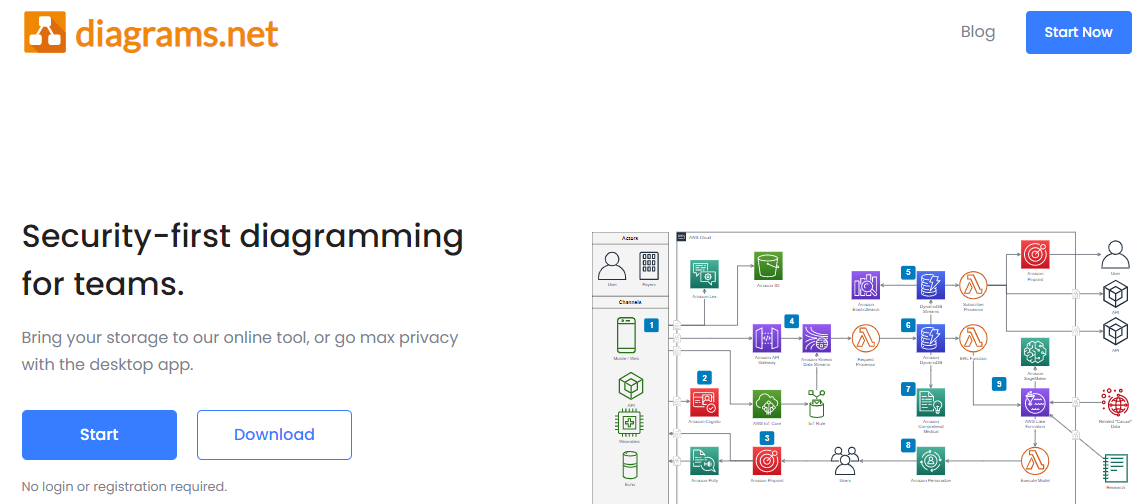 diagrams.net
Blog
Start Now
Security-first diagramming
for teams.
Bring your storage to our online tool, or go max privacy
with the desktop app.
Start
Download
No login or registration required.
Actors
User
Payers
Channels
1
Mobile / Web
API
Wearables
Echo
AWS Cloud
Amazon Lex
Amazon S3
4
Amazon API
Gateway
Amazon Kinesis
Data Streams
2
Amazon Cognito
AWS IoT Core
IoT Rule
3
Amazon Polly
Amazon Pinpoint
Users
Amazon
ElasticSearch
5
DynamoDB
Streams
Subscriber
Processor
Request
Processor
6
Amazon
DynamoDB
7
Amazon
Comprehend
Medical
8
Amazon Personalize
Amazon
Pinpoint
Amazon
SageMaker
9
AWS Lake
Formation
Execute Model
User
API
API
Data
Research